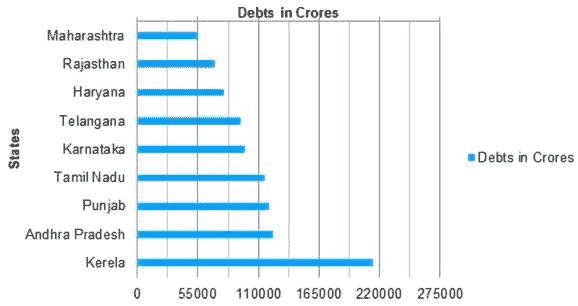 Debts in Crores
Maharashtra
Rajasthan
Haryana
Telangana
Karnataka
Tamil Nadu
Punjab
Andhra Pradesh
Kerela
States
Debts in Crores
0 55000 110000 165000 220000 275000